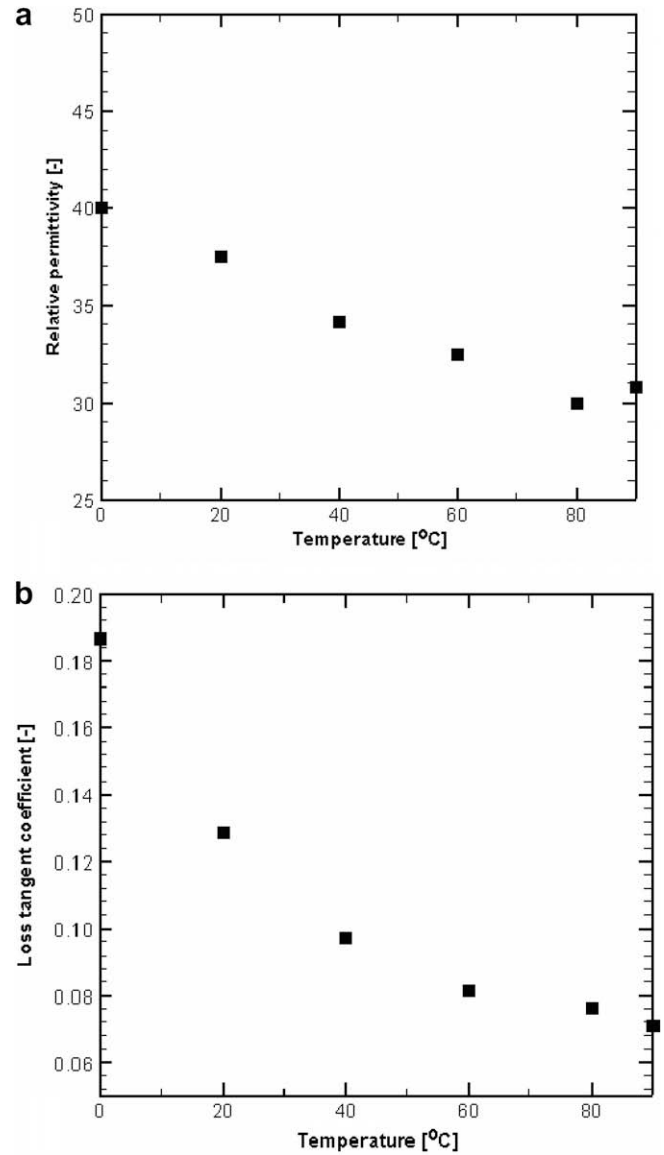 a
50
45
40
35
30
25
Relative permittivity [-]
0 20 40 60 80
Temperature [ºC]
b
0.20
0.18
0.16
0.14
0.12
0.10
0.08
0.06
Loss tangent coefficient [-]
0 20 40 60 80
Temperature [ºC]